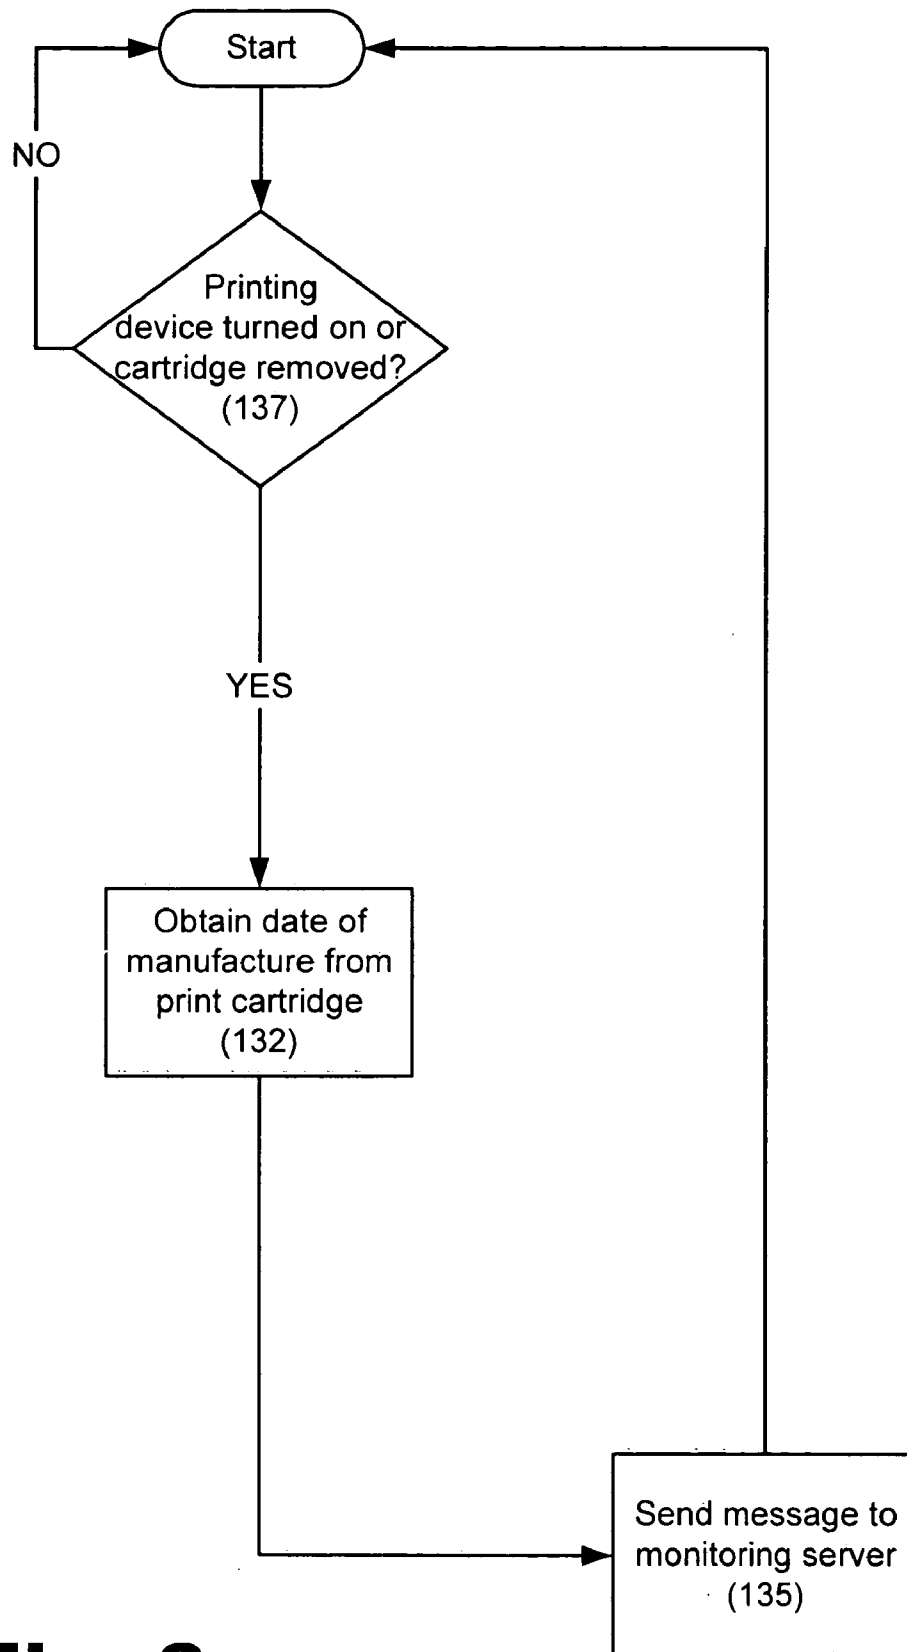 Start
NO
Printing
device turned on or
cartridge removed?
(137)
YES
Obtain date of
manufacture from
print cartridge
(132)
Send message to
monitoring server
(135)